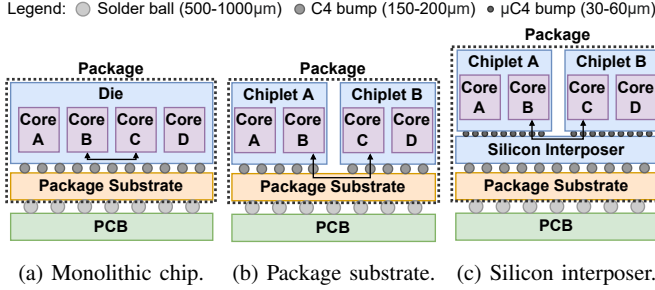 Legend: Solder ball (500-1000µm) C4 bump (150-200µm) µC4 bump (30-60µm)
Package
Die
Core A
Core B
Core C
Core D
Package Substrate
PCB
(a) Monolithic chip.
Package
Chiplet A
Chiplet B
Core A
Core B
Core C
Core D
Package Substrate
PCB
(b) Package substrate.
Package
Chiplet A
Chiplet B
Core A
Core B
Core C
Core D
Silicon Interposer
Package Substrate
PCB
(c) Silicon interposer.